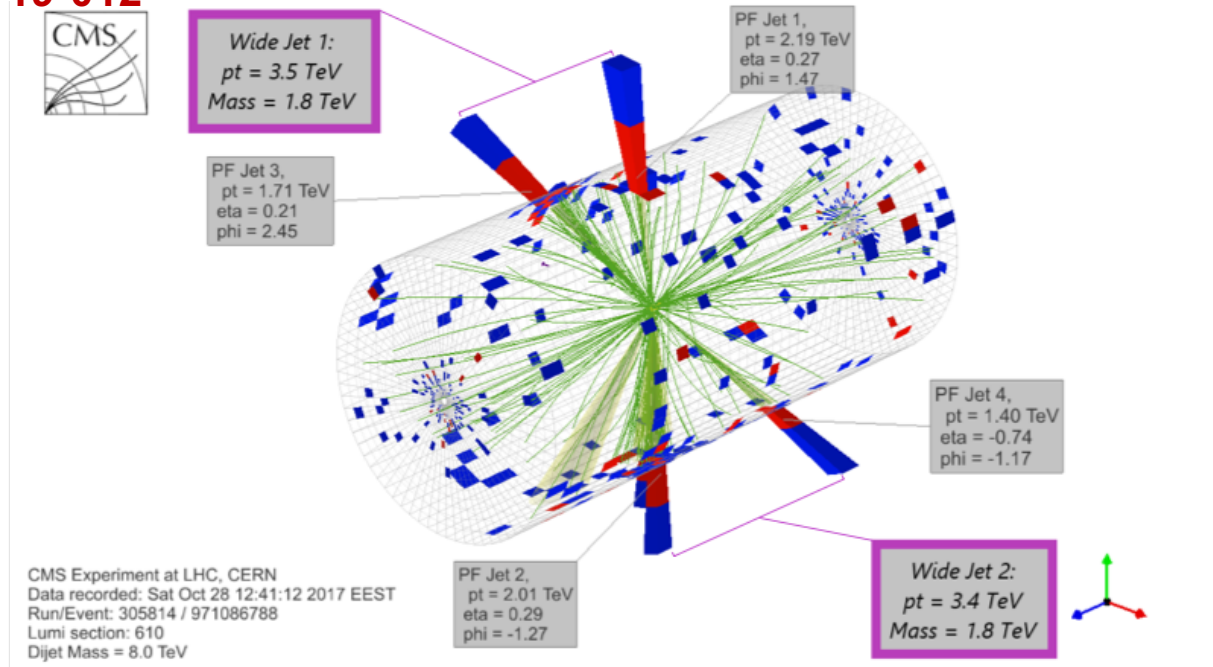 CMS
Wide Jet 1:
pt = 3.5 TeV
Mass = 1.8 TeV
PF Jet 1,
pt = 2.19 TeV
eta = 0.27
phi = 1.47
PF Jet 3,
pt = 1.71 TeV
eta = 0.21
phi = 2.45
PF Jet 4,
pt = 1.40 TeV
eta = -0.74
phi = -1.17
PF Jet 2,
pt = 2.01 TeV
eta = 0.29
phi = -1.27
Wide Jet 2:
pt = 3.4 TeV
Mass = 1.8 TeV
CMS Experiment at LHC, CERN
Data recorded: Sat Oct 28 12:41:12 2017 EEST
Run/Event: 305814 / 971086788
Lumi section: 610
Dijet Mass = 8.0 TeV